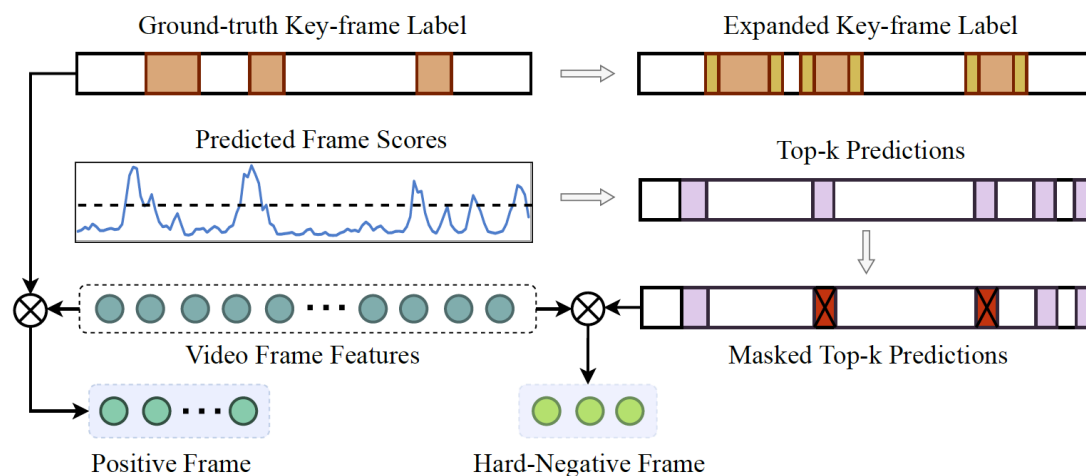 Ground-truth Key-frame Label
Expanded Key-frame Label
Predicted Frame Scores
Top-k Predictions
Video Frame Features
Masked Top-k Predictions
Positive Frame
Hard-Negative Frame